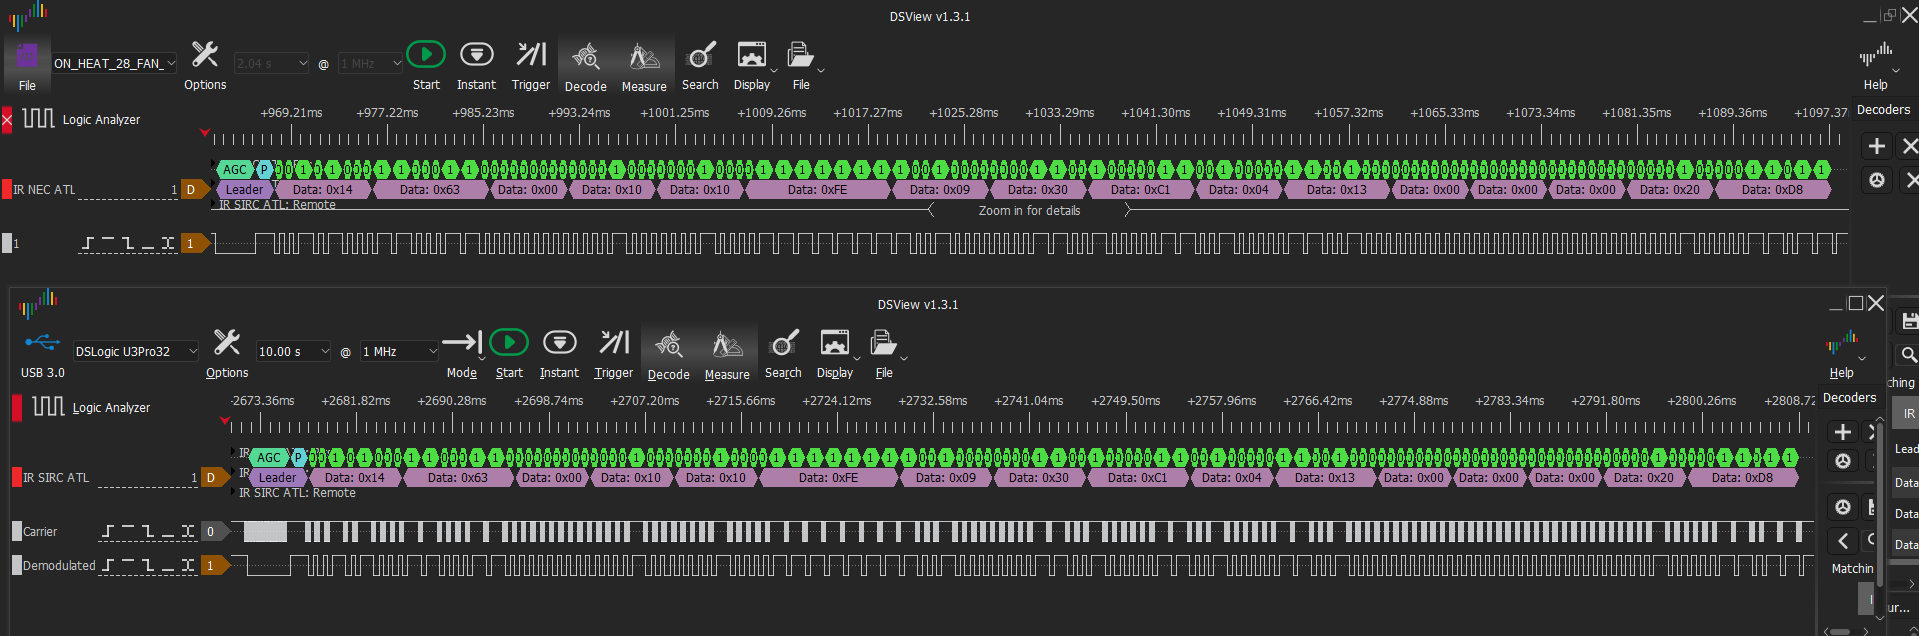 DSView v1.3.1
File
ON_HEAT_28_FAN_
Options
2.04 s
@
1 MHz
Start
Instant
Trigger
Decode
Measure
Search
Display
File
Help
Logic Analyzer
+969.21ms +977.22ms +985.23ms +993.24ms +1001.25ms +1009.26ms +1017.27ms +1025.28ms +1033.29ms +1041.30ms +1049.31ms +1057.32ms +1065.33ms +1073.34ms +1081.35ms +1089.36ms +1097.37
Decoders
AGC P
IR NEC ATL 1 D Leader Data: 0x14 Data: 0x63 Data: 0x00 Data: 0x10 Data: 0x10 Data: 0xFE Data: 0x09 Data: 0x30 Data: 0xC1 Data: 0x04 Data: 0x13 Data: 0x00 Data: 0x00 Data: 0x00 Data: 0x20 Data: 0xD8
IR SIRC ATL: Remote
Zoom in for details
1 1
DSView v1.3.1
USB 3.0
DSLogic U3Pro32
Options
10.00 s
@
1 MHz
Mode
Start
Instant
Trigger
Decode
Measure
Search
Display
File
Help
Logic Analyzer
2673.36ms +2681.82ms +2690.28ms +2698.74ms +2707.20ms +2715.66ms +2724.12ms +2732.58ms +2741.04ms +2749.50ms +2757.96ms +2766.42ms +2774.88ms +2783.34ms +2791.80ms +2800.26ms +2808.72
Decoders
IR AGC P
IR SIRC ATL 1 D IR Leader Data: 0x14 Data: 0x63 Data: 0x00 Data: 0x10 Data: 0x10 Data: 0xFE Data: 0x09 Data: 0x30 Data: 0xC1 Data: 0x04 Data: 0x13 Data: 0x00 Data: 0x00 Data: 0x00 Data: 0x20 Data: 0xD8
IR SIRC ATL: Remote
Carrier 0
Demodulated 1
Matchin
ching
IR
Lead
Data
Data
Data
ur...